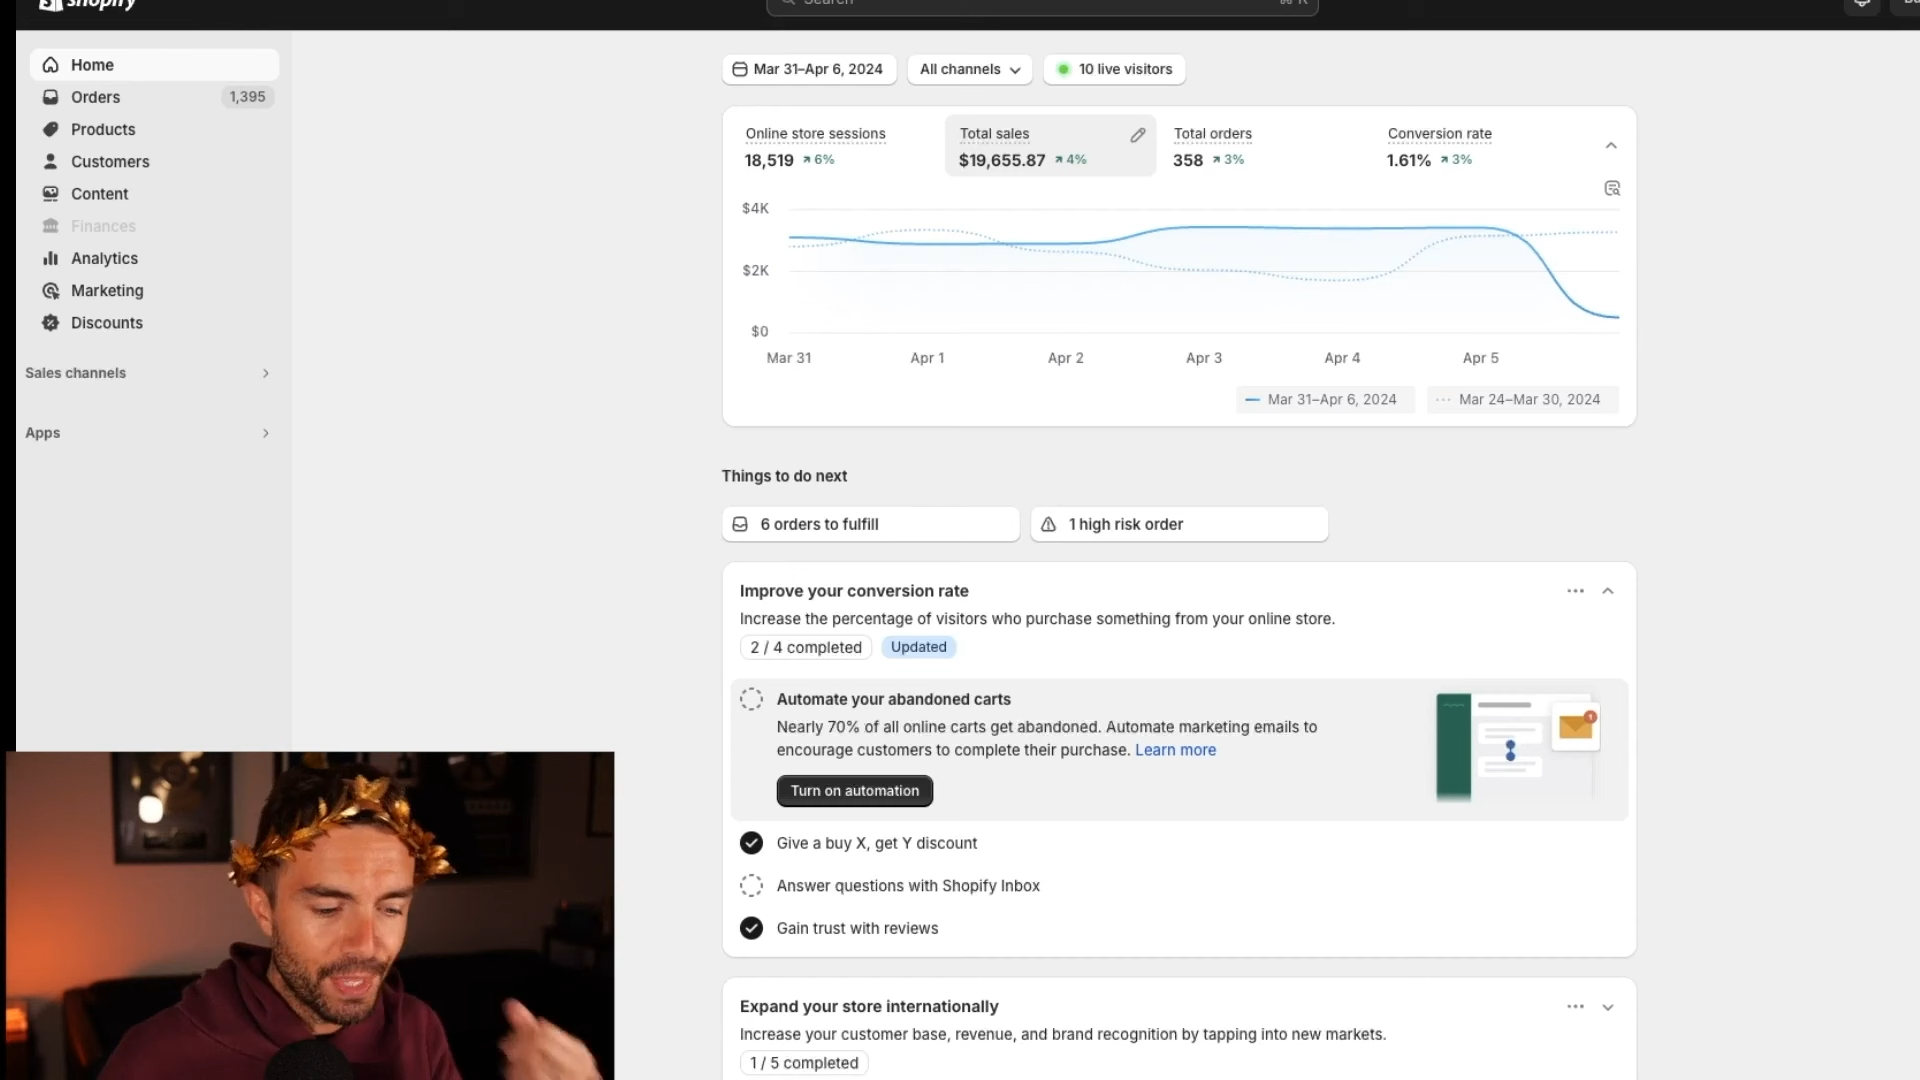 shopify
Search
⌘ K
Home
Orders 1,395
Products
Customers
Content
Finances
Analytics
Marketing
Discounts
Sales channels
Apps
Mar 31–Apr 6, 2024
All channels
10 live visitors
Online store sessions
18,519 6%
Total sales
$19,655.87 4%
Total orders
358 3%
Conversion rate
1.61% 3%
$4K
$2K
$0
Mar 31 Apr 1 Apr 2 Apr 3 Apr 4 Apr 5
Mar 31–Apr 6, 2024 Mar 24–Mar 30, 2024
Things to do next
6 orders to fulfill
1 high risk order
Improve your conversion rate
Increase the percentage of visitors who purchase something from your online store.
2 / 4 completed Updated
Automate your abandoned carts
Nearly 70% of all online carts get abandoned. Automate marketing emails to
encourage customers to complete their purchase. Learn more
Turn on automation
1
Give a buy X, get Y discount
Answer questions with Shopify Inbox
Gain trust with reviews
Expand your store internationally
Increase your customer base, revenue, and brand recognition by tapping into new markets.
1 / 5 completed